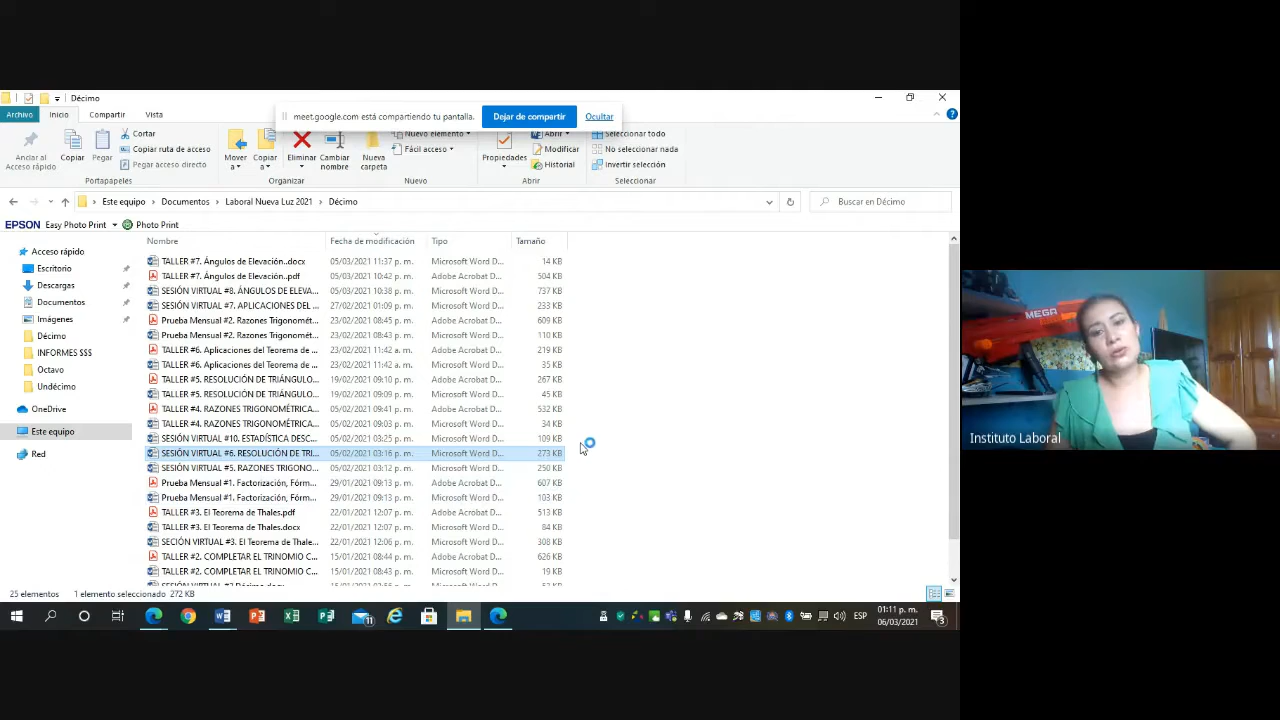 Décimo
meet.google.com está compartiendo tu pantalla.
Dejar de compartir
Ocultar
Archivo
Inicio
Compartir
Vista
Anclar al Acceso rápido
Copiar
Pegar
Cortar
Copiar ruta de acceso
Pegar acceso directo
Portapapeles
Mover a
Copiar a
Eliminar
Cambiar nombre
Organizar
Nueva carpeta
Nuevo elemento
Fácil acceso
Nuevo
Propiedades
Abrir
Modificar
Historial
Abrir
Seleccionar todo
No seleccionar nada
Invertir selección
Seleccionar
Este equipo > Documentos > Laboral Nueva Luz 2021 > Décimo
Buscar en Décimo
EPSON Easy Photo Print Photo Print
Acceso rápido
Escritorio
Descargas
Documentos
Imágenes
Décimo
INFORMES $$$
Octavo
Undécimo
OneDrive
Este equipo
Red
Nombre Fecha de modificación Tipo Tamaño
TALLER #7. Ángulos de Elevación..docx 05/03/2021 11:37 p. m. Microsoft Word D... 14 KB
TALLER #7. Ángulos de Elevación..pdf 05/03/2021 10:42 p. m. Adobe Acrobat D... 504 KB
SESIÓN VIRTUAL #8. ÁNGULOS DE ELEVA... 05/03/2021 10:38 p. m. Microsoft Word D... 737 KB
SESIÓN VIRTUAL #7. APLICACIONES DEL ... 27/02/2021 01:09 p. m. Microsoft Word D... 233 KB
Prueba Mensual #2. Razones Trigonomét... 23/02/2021 08:45 p. m. Adobe Acrobat D... 609 KB
Prueba Mensual #2. Razones Trigonomét... 23/02/2021 08:43 p. m. Microsoft Word D... 110 KB
TALLER #6. Aplicaciones del Teorema de ... 23/02/2021 11:42 a. m. Adobe Acrobat D... 219 KB
TALLER #6. Aplicaciones del Teorema de ... 23/02/2021 11:42 a. m. Microsoft Word D... 35 KB
TALLER #5. RESOLUCIÓN DE TRIÁNGULO... 19/02/2021 09:10 p. m. Adobe Acrobat D... 267 KB
TALLER #5. RESOLUCIÓN DE TRIÁNGULO... 19/02/2021 09:10 p. m. Microsoft Word D... 45 KB
TALLER #4. RAZONES TRIGONOMÉTRICA... 05/02/2021 09:41 p. m. Adobe Acrobat D... 532 KB
TALLER #4. RAZONES TRIGONOMÉTRICA... 05/02/2021 09:41 p. m. Microsoft Word D... 34 KB
SESIÓN VIRTUAL #10. ESTADÍSTICA DESC... 05/02/2021 03:25 p. m. Microsoft Word D... 109 KB
SESIÓN VIRTUAL #6. RESOLUCIÓN DE TRI... 05/02/2021 03:16 p. m. Microsoft Word D... 273 KB
SESIÓN VIRTUAL #5. RAZONES TRIGONO... 05/02/2021 03:12 p. m. Microsoft Word D... 250 KB
Prueba Mensual #1. Factorización, Fórm... 29/01/2021 09:13 p. m. Adobe Acrobat D... 607 KB
Prueba Mensual #1. Factorización, Fórm... 29/01/2021 09:13 p. m. Microsoft Word D... 103 KB
TALLER #3. El Teorema de Thales.pdf 22/01/2021 12:07 p. m. Adobe Acrobat D... 513 KB
TALLER #3. El Teorema de Thales.docx 22/01/2021 12:07 p. m. Microsoft Word D... 84 KB
SECIÓN VIRTUAL #3. El Teorema de Thale... 22/01/2021 12:06 p. m. Microsoft Word D... 308 KB
TALLER #2. COMPLETAR EL TRINOMIO C... 15/01/2021 08:44 p. m. Adobe Acrobat D... 626 KB
TALLER #2. COMPLETAR EL TRINOMIO C... 15/01/2021 08:43 p. m. Microsoft Word D... 19 KB
25 elementos 1 elemento seleccionado 272 KB
11
ESP
01:11 p. m.
06/03/2021
3
MEGA
Instituto Laboral